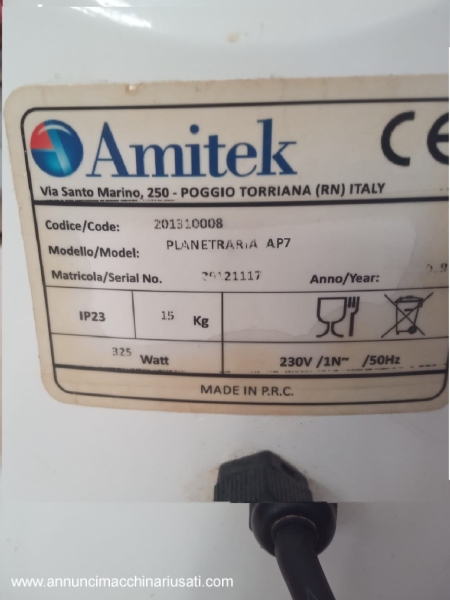 Amitek CE
Via Santo Marino, 250 - POGGIO TORRIANA (RN) ITALY
Codice/Code: 201310008
Modello/Model: PLANETRARIA AP7
Matricola/Serial No. Anno/Year:
IP23 15 Kg
325 Watt 230V /1N~ /50Hz
MADE IN P.R.C.
www.annuncimacchinariusati.com